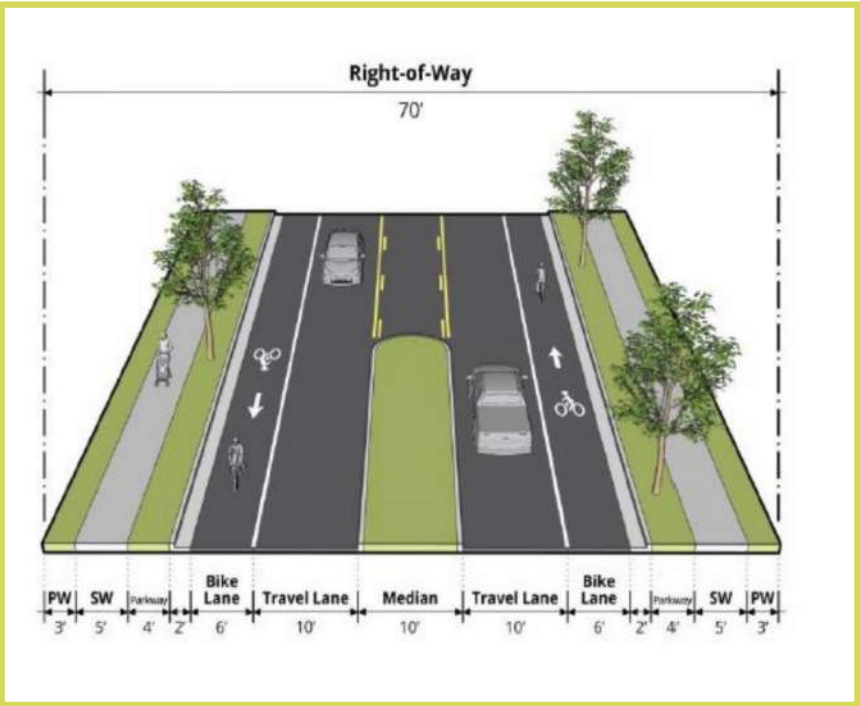 Right-of-Way
70'
Bike Bike
PW SW Parkway Lane Travel Lane Median Travel Lane Lane Parkway SW PW
3' 5' 4' 2' 6' 10' 10' 10' 6' 2' 4' 5' 3'